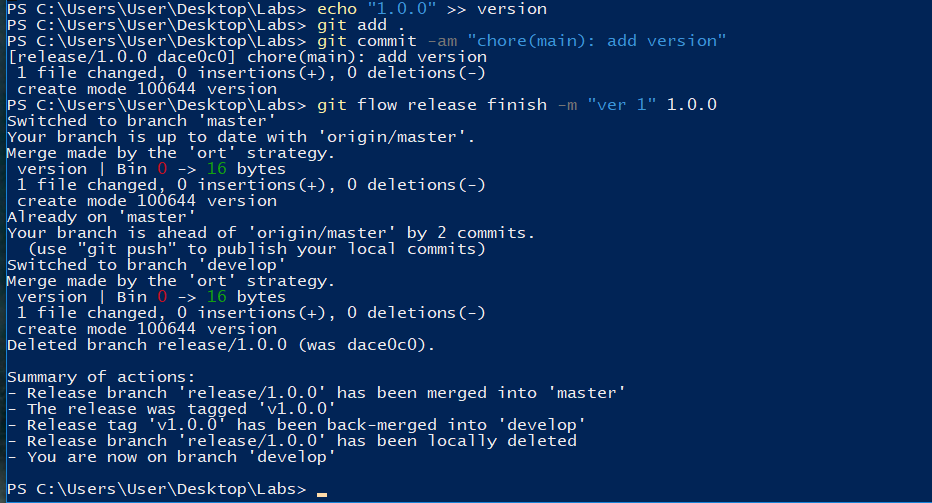 PS C:\Users\User\Desktop\Labs> echo "1.0.0" >> version
PS C:\Users\User\Desktop\Labs> git add .
PS C:\Users\User\Desktop\Labs> git commit -am "chore(main): add version"
[release/1.0.0 dace0c0] chore(main): add version
 1 file changed, 0 insertions(+), 0 deletions(-)
 create mode 100644 version
PS C:\Users\User\Desktop\Labs> git flow release finish -m "ver 1" 1.0.0
Switched to branch 'master'
Your branch is up to date with 'origin/master'.
Merge made by the 'ort' strategy.
 version | Bin 0 -> 16 bytes
 1 file changed, 0 insertions(+), 0 deletions(-)
 create mode 100644 version
Already on 'master'
Your branch is ahead of 'origin/master' by 2 commits.
  (use "git push" to publish your local commits)
Switched to branch 'develop'
Merge made by the 'ort' strategy.
 version | Bin 0 -> 16 bytes
 1 file changed, 0 insertions(+), 0 deletions(-)
 create mode 100644 version
Deleted branch release/1.0.0 (was dace0c0).

Summary of actions:
- Release branch 'release/1.0.0' has been merged into 'master'
- The release was tagged 'v1.0.0'
- Release tag 'v1.0.0' has been back-merged into 'develop'
- Release branch 'release/1.0.0' has been locally deleted
- You are now on branch 'develop'

PS C:\Users\User\Desktop\Labs>